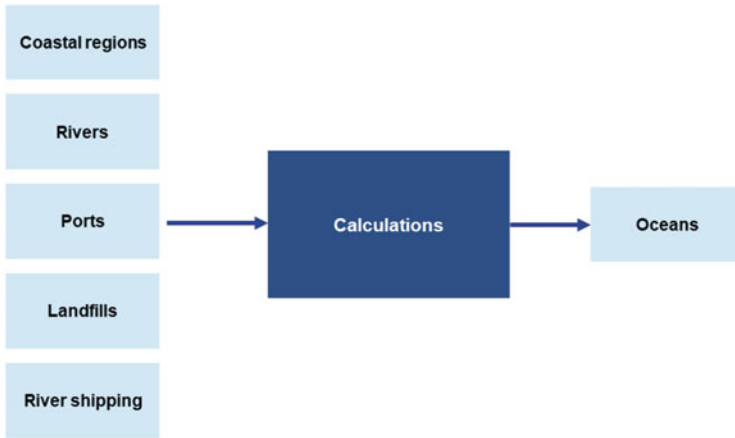 Coastal regions
Rivers
Ports
Landfills
River shipping
Calculations
Oceans